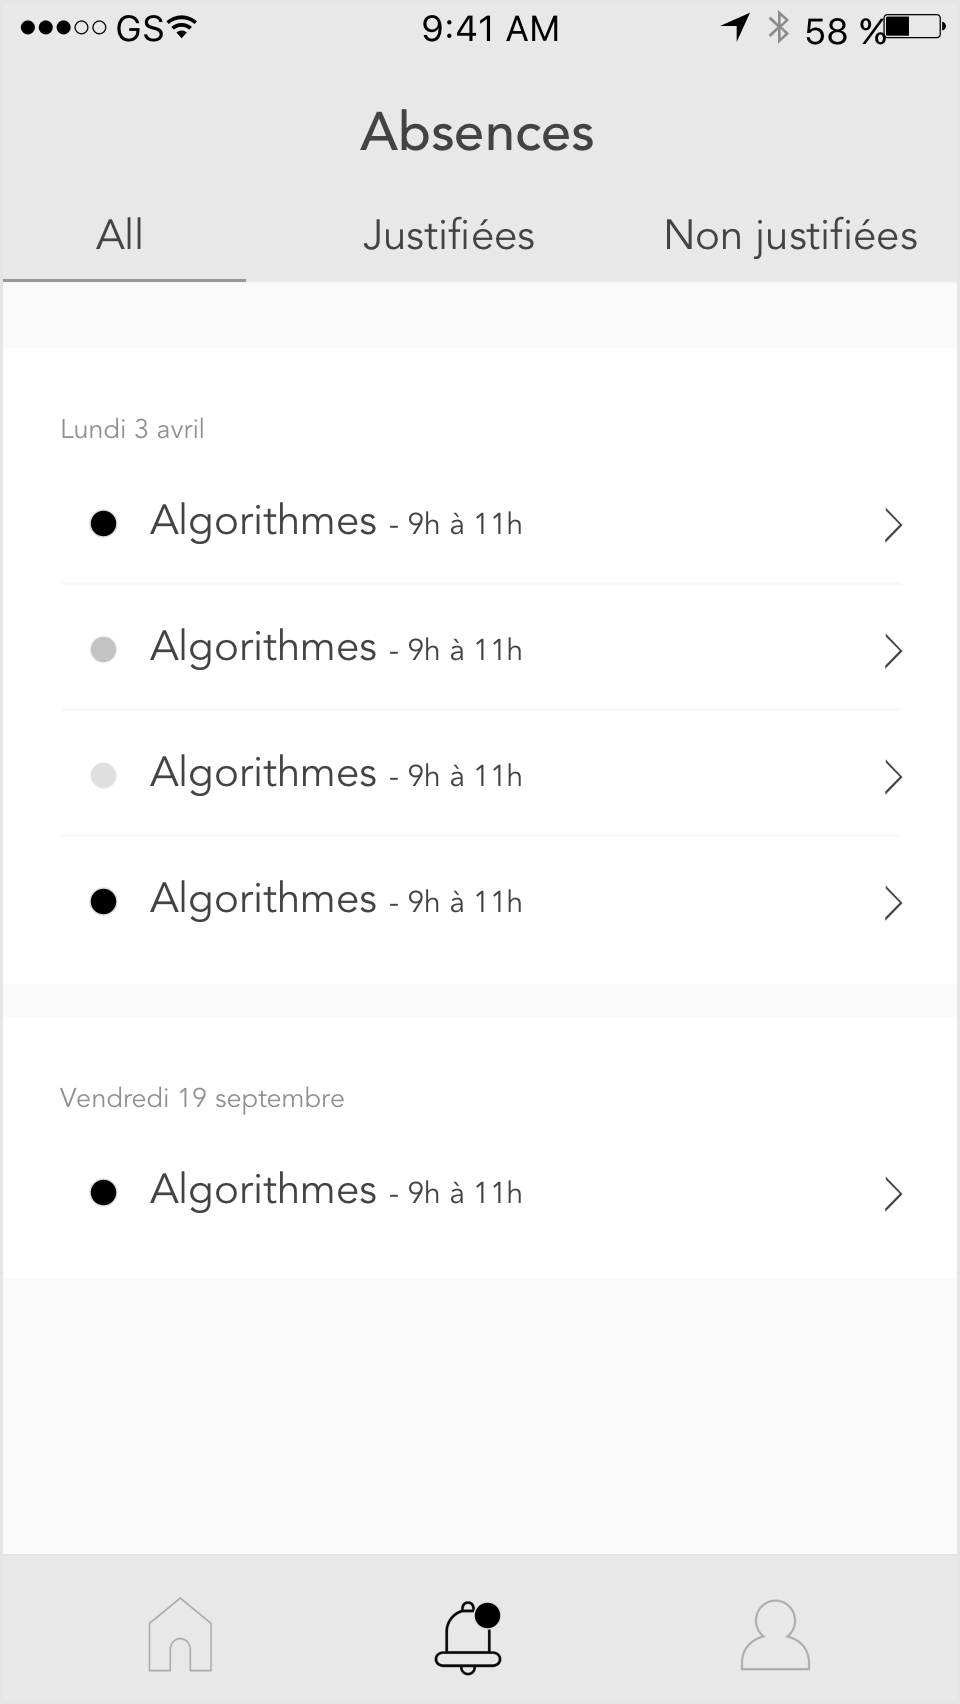 GS 9:41 AM 58 %
Absences
All Justifiées Non justifiées
Lundi 3 avril
Algorithmes - 9h à 11h
Algorithmes - 9h à 11h
Algorithmes - 9h à 11h
Algorithmes - 9h à 11h
Vendredi 19 septembre
Algorithmes - 9h à 11h